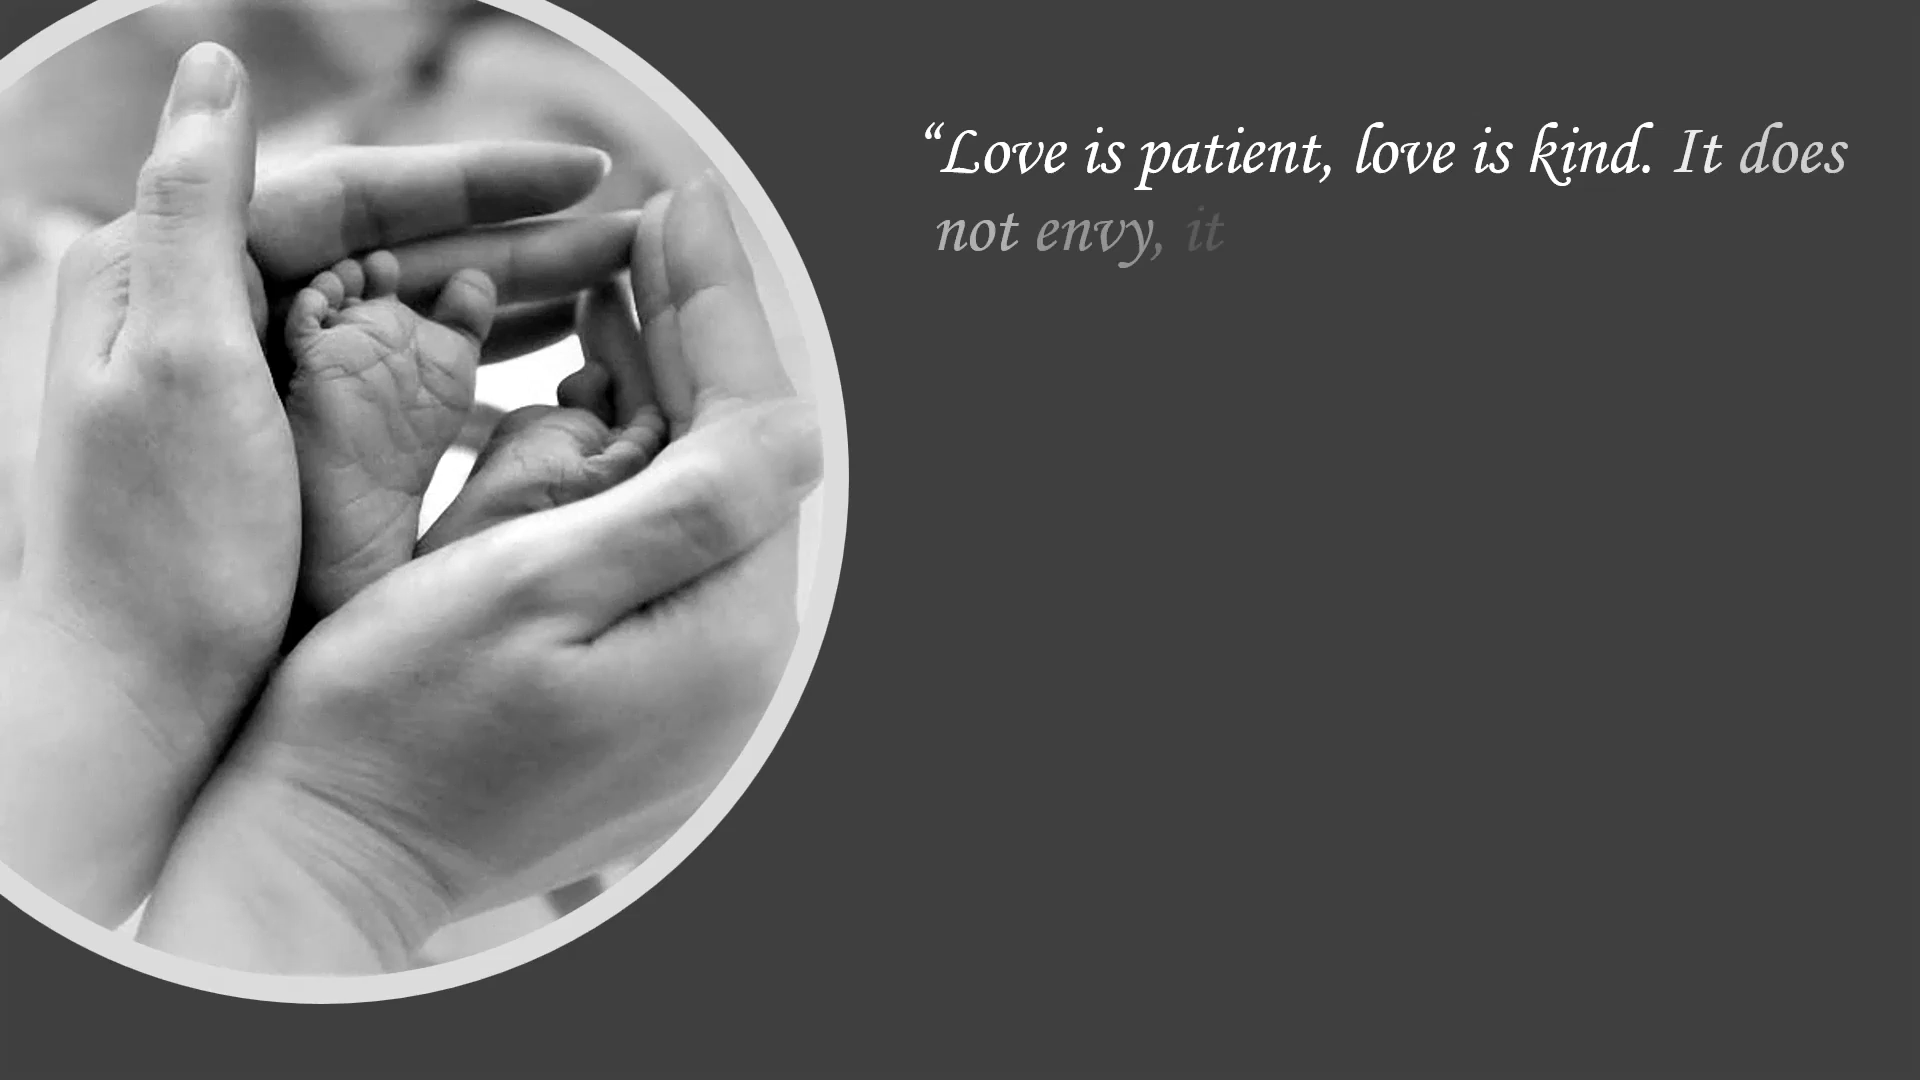 “Love is patient, love is kind. It does
not envy, it